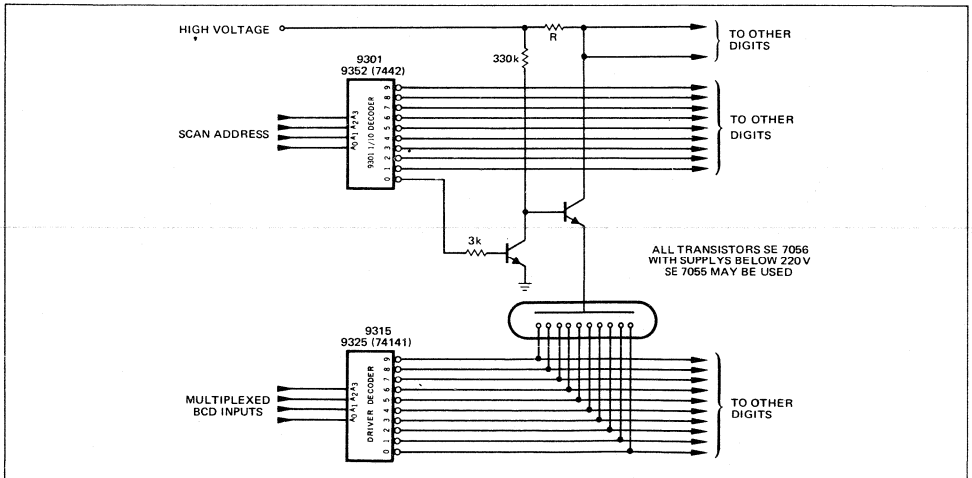 HIGH VOLTAGE
R
330k
TO OTHER
DIGITS
9301
9352 (7442)
SCAN ADDRESS
A0 A1 A2 A3
9301 1/10 DECODER
9
8
7
6
5
4
3
2
1
0
TO OTHER
DIGITS
3k
ALL TRANSISTORS SE 7056
WITH SUPPLYS BELOW 220 V
SE 7055 MAY BE USED
9315
9325 (74141)
MULTIPLEXED
BCD INPUTS
A0 A1 A2 A3
DRIVER DECODER
9
8
7
6
5
4
3
2
1
0
TO OTHER
DIGITS